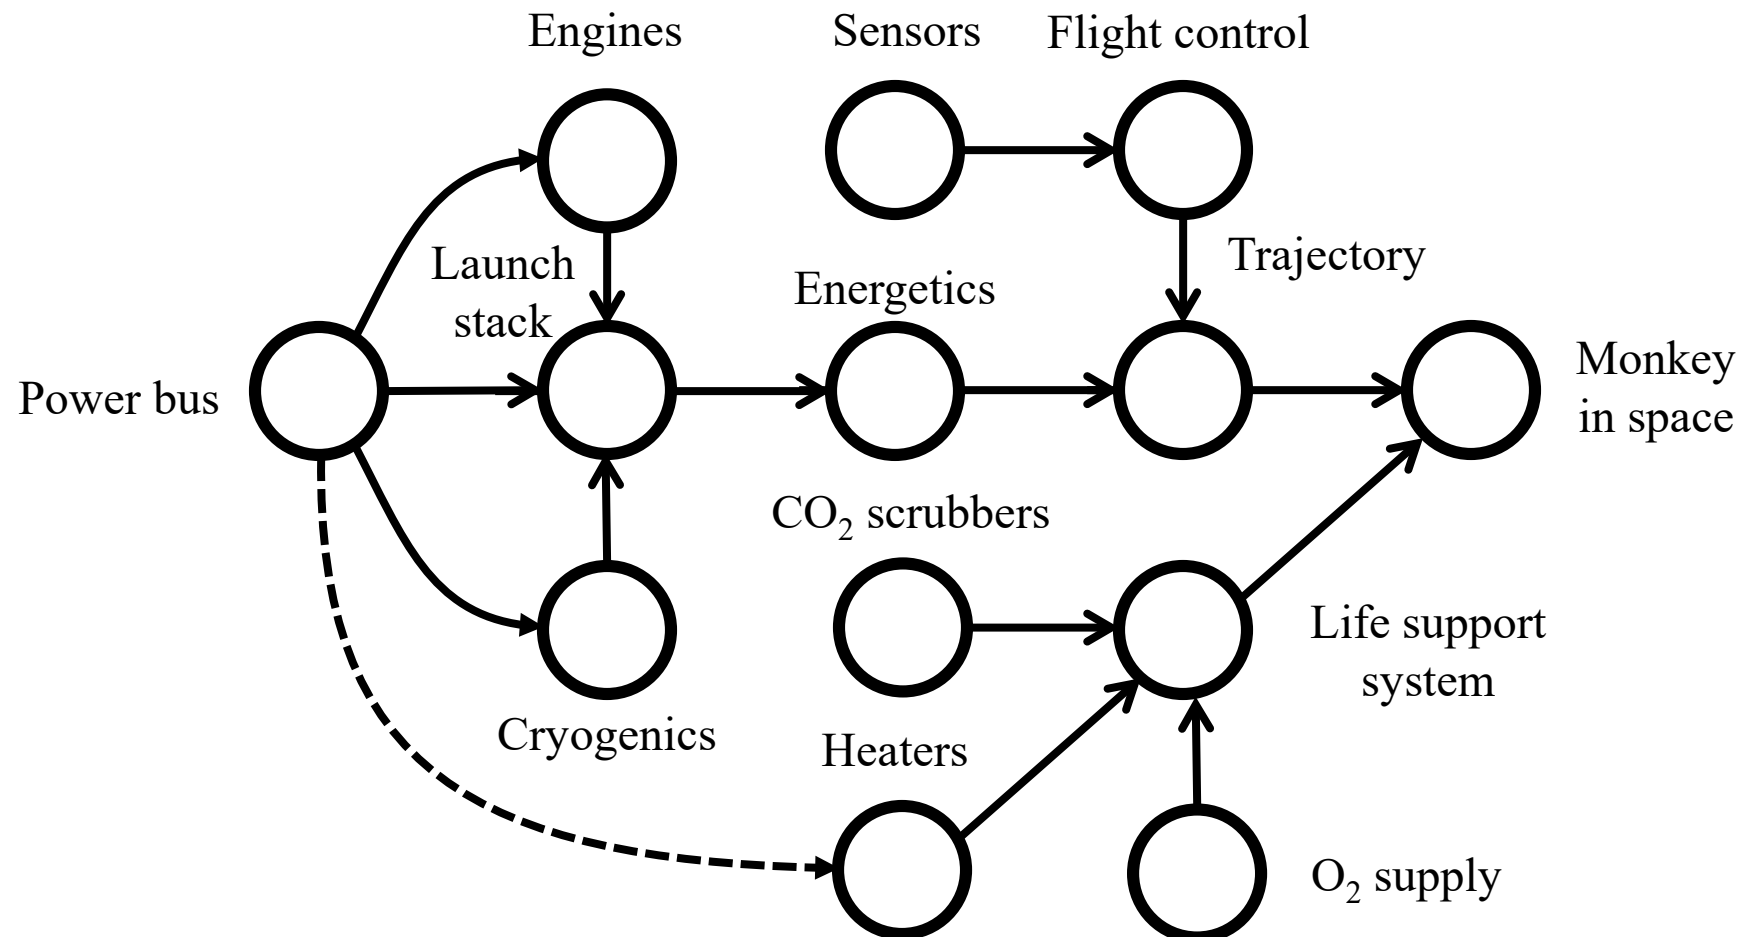 Engines
Sensors
Flight control
Launch
stack
Energetics
Trajectory
Power bus
Monkey
in space
CO₂ scrubbers
Life support
system
Cryogenics
Heaters
O₂ supply